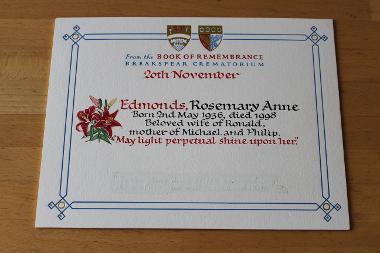 From the BOOK OF REMEMBRANCE
BREAKSPEAR CREMATORIUM
20th November
Edmonds, Rosemary Anne
Born 2nd May 1936, died 1998
Beloved wife of Ronald,
mother of Michael and Philip.
"May light perpetual shine upon her."